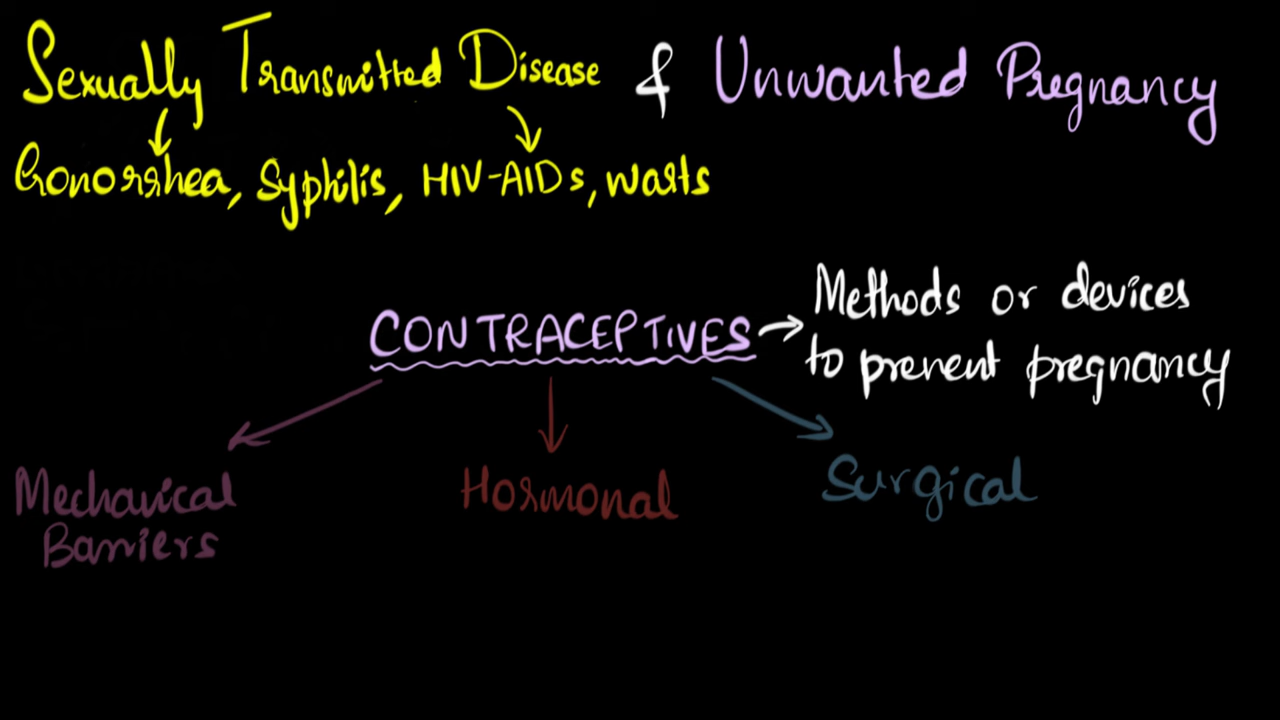 Sexually Transmitted Disease & Unwanted Pregnancy
Gonorrhea, Syphilis, HIV-AIDs, warts
CONTRACEPTIVES → Methods or devices
to prevent pregnancy
Mechanical Hormonal Surgical
Barriers